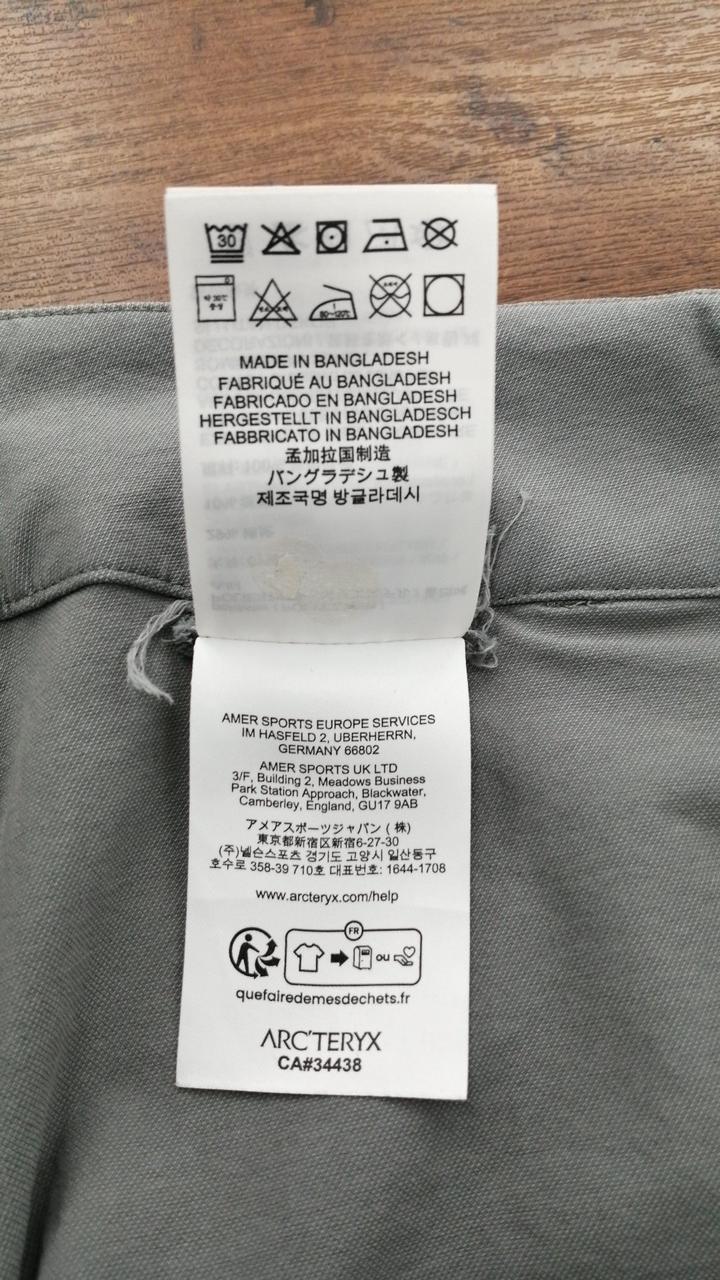 30
MADE IN BANGLADESH
FABRIQUÉ AU BANGLADESH
FABRICADO EN BANGLADESH
HERGESTELLT IN BANGLADESCH
FABBRICATO IN BANGLADESH
孟加拉国制造
バングラデシュ製
제조국명 방글라데시
AMER SPORTS EUROPE SERVICES
IM HASFELD 2, UBERHERRN,
GERMANY 66802
AMER SPORTS UK LTD
3/F, Building 2, Meadows Business
Park Station Approach, Blackwater,
Camberley, England, GU17 9AB
アメアスポーツジャパン (株)
東京都新宿区新宿6-27-30
(주)넬슨스포츠 경기도 고양시 일산동구
호수로 358-39 710호 대표번호: 1644-1708
www.arcteryx.com/help
FR
ou
quefairedemesdechets.fr
ARC'TERYX
CA#34438